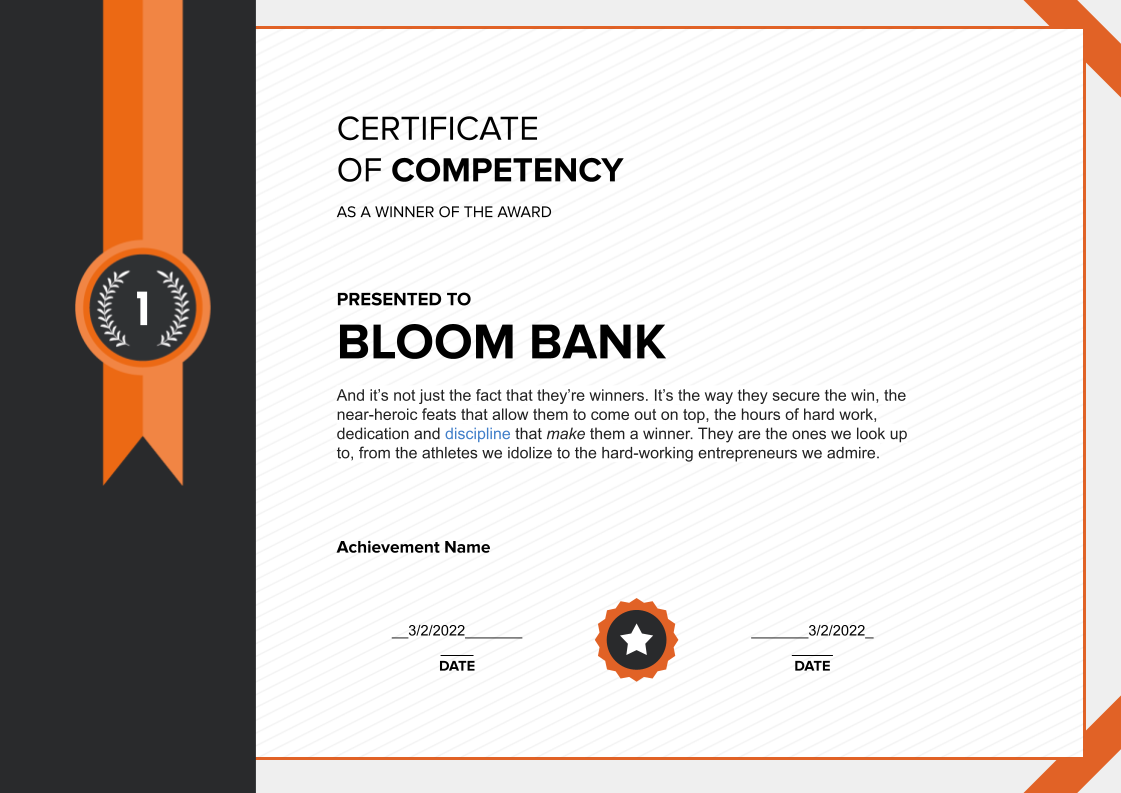 CERTIFICATE
OF COMPETENCY
AS A WINNER OF THE AWARD
1
PRESENTED TO
BLOOM BANK
And it’s not just the fact that they’re winners. It’s the way they secure the win, the
near-heroic feats that allow them to come out on top, the hours of hard work,
dedication and discipline that make them a winner. They are the ones we look up
to, from the athletes we idolize to the hard-working entrepreneurs we admire.
Achievement Name
__3/2/2022_______ _______3/2/2022_
DATE DATE